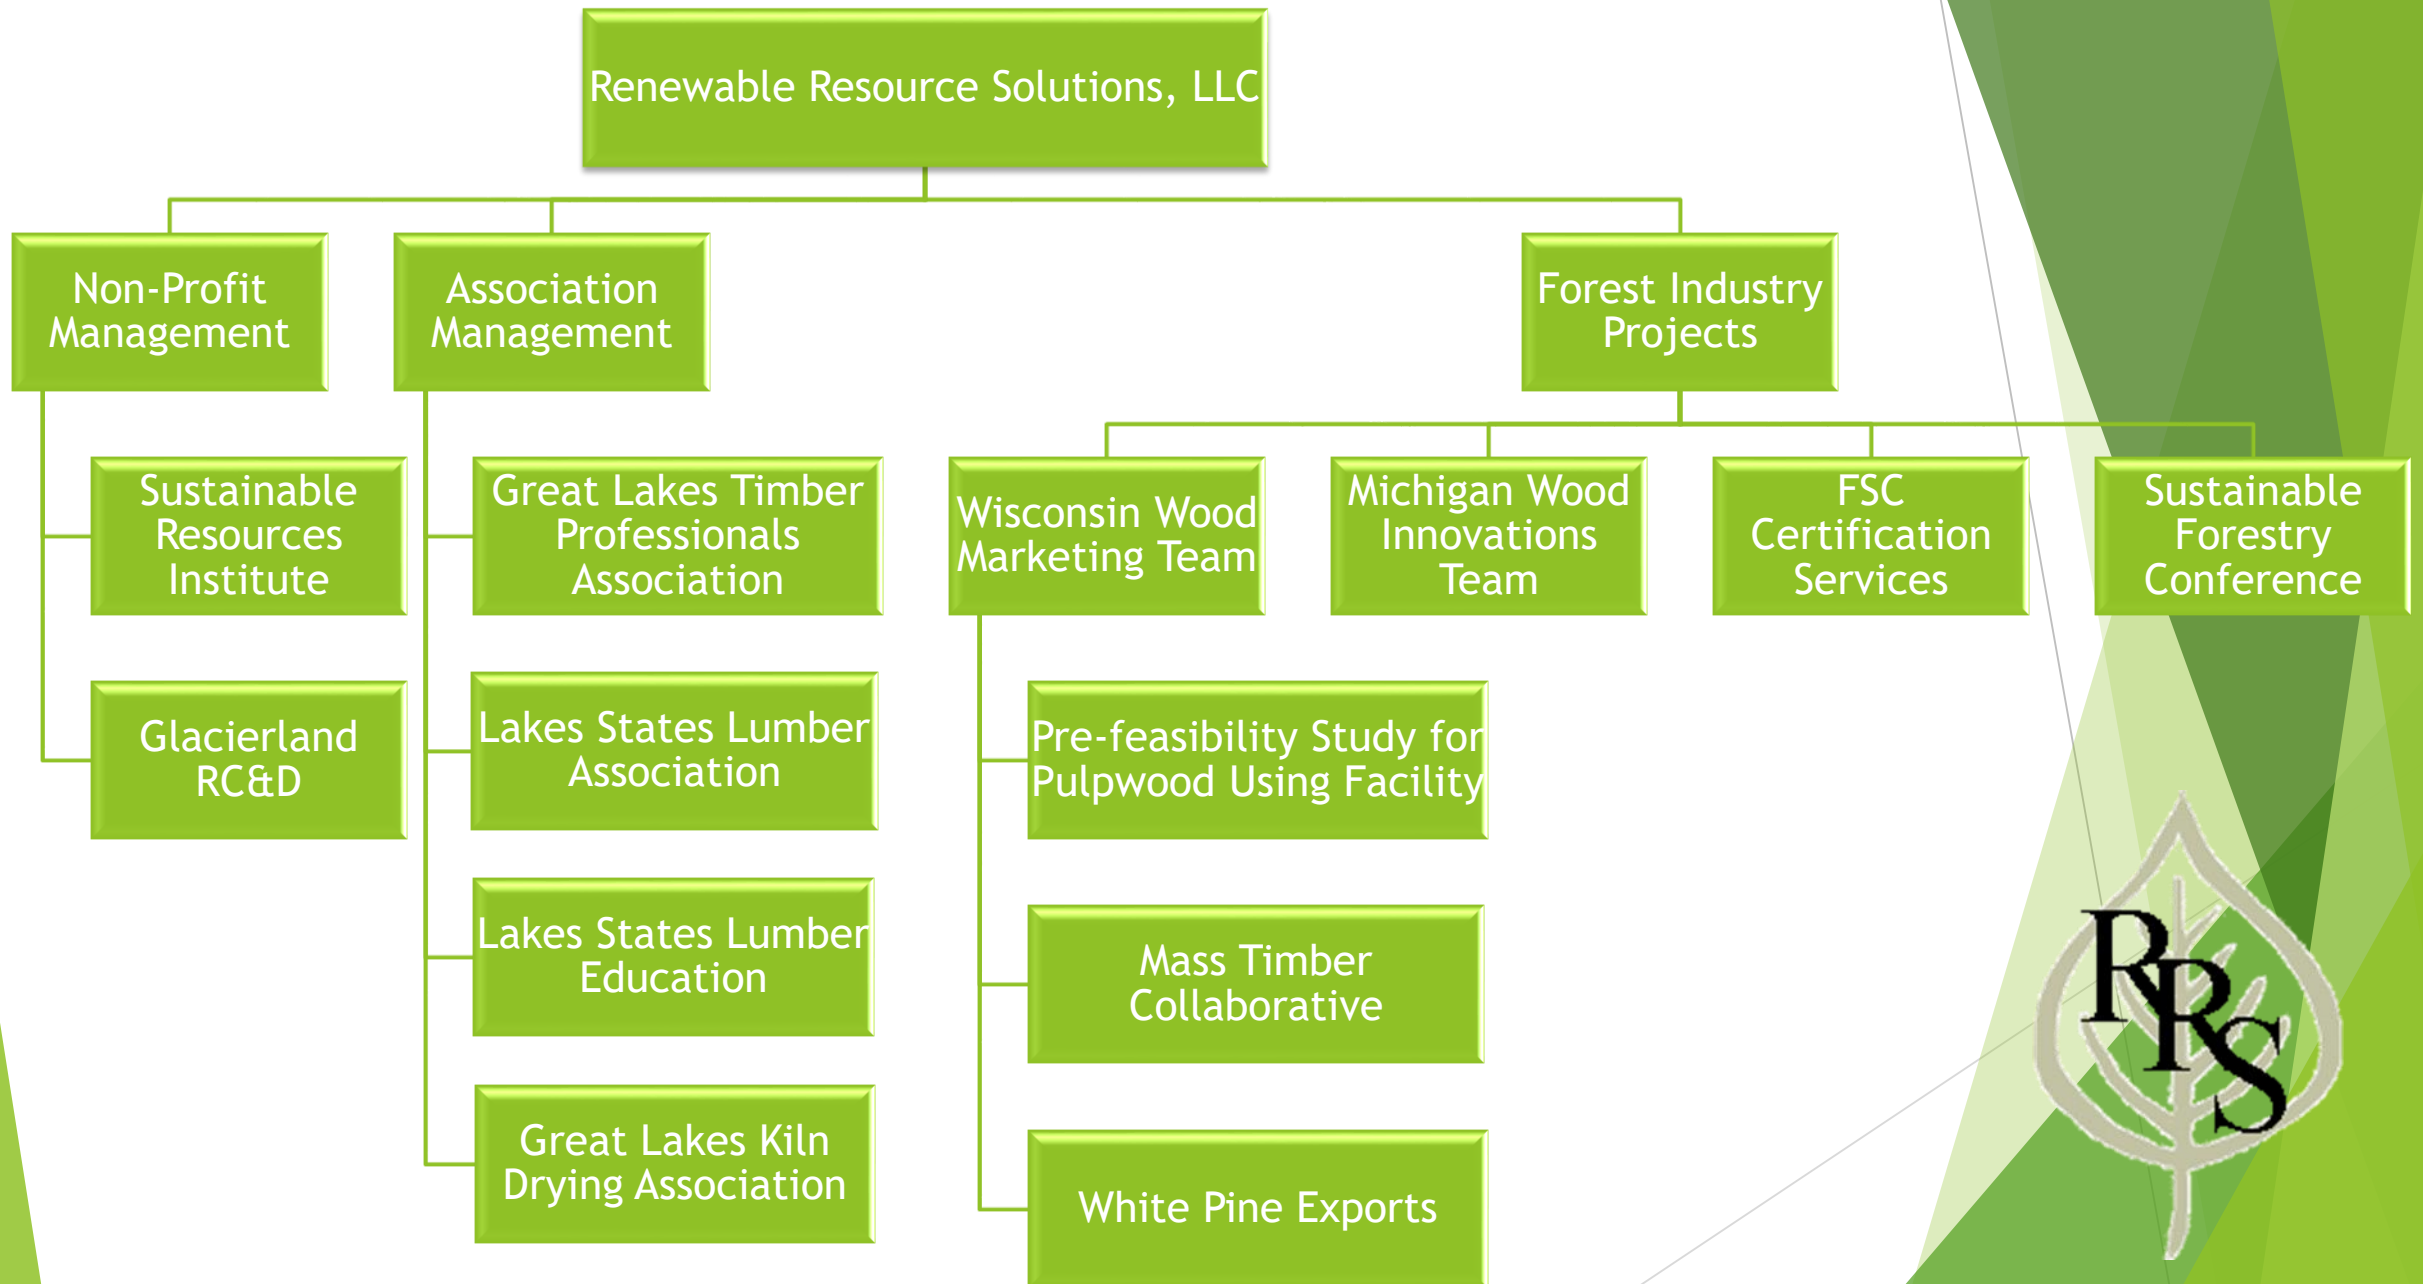 Renewable Resource Solutions, LLC
Non-Profit
Management
Association
Management
Forest Industry
Projects
Sustainable
Resources
Institute
Glacierland
RC&D
Great Lakes Timber
Professionals
Association
Lakes States Lumber
Association
Lakes States Lumber
Education
Great Lakes Kiln
Drying Association
Wisconsin Wood
Marketing Team
Pre-feasibility Study for
Pulpwood Using Facility
Mass Timber
Collaborative
White Pine Exports
Michigan Wood
Innovations
Team
FSC
Certification
Services
Sustainable
Forestry
Conference
RRS